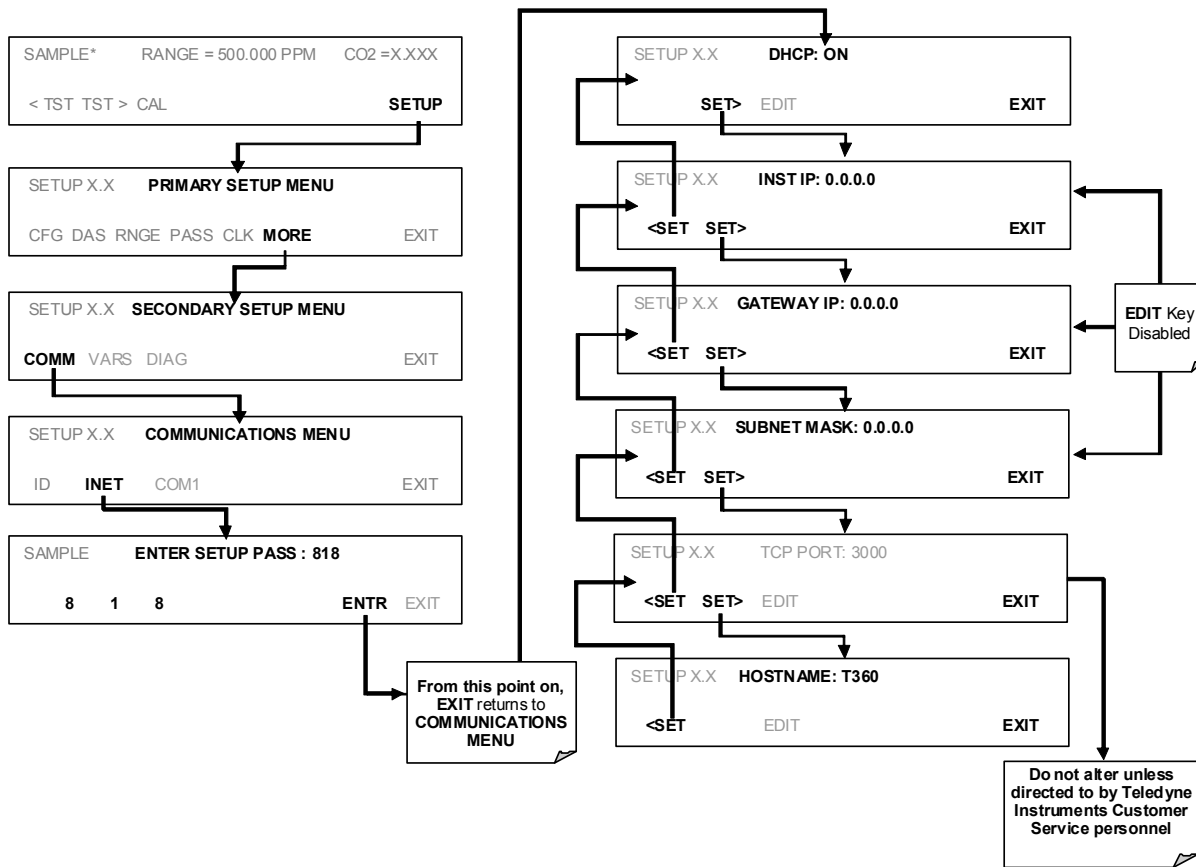 SAMPLE* RANGE = 500.000 PPM CO2 =X.XXX
< TST TST > CAL SETUP
SETUP X.X PRIMARY SETUP MENU
CFG DAS RNGE PASS CLK MORE EXIT
SETUP X.X SECONDARY SETUP MENU
COMM VARS DIAG EXIT
SETUP X.X COMMUNICATIONS MENU
ID INET COM1 EXIT
SAMPLE ENTER SETUP PASS : 818
8 1 8 ENTR EXIT
From this point on,
EXIT returns to
COMMUNICATIONS
MENU
SETUP X.X DHCP: ON
SET> EDIT EXIT
SETUP X.X INST IP: 0.0.0.0
<SET SET> EXIT
SETUP X.X GATEWAY IP: 0.0.0.0
<SET SET> EXIT
SETUP X.X SUBNET MASK: 0.0.0.0
<SET SET> EXIT
SETUP X.X TCP PORT: 3000
<SET SET> EDIT EXIT
SETUP X.X HOSTNAME: T360
<SET EDIT EXIT
EDIT Key
Disabled
Do not alter unless
directed to by Teledyne
Instruments Customer
Service personnel